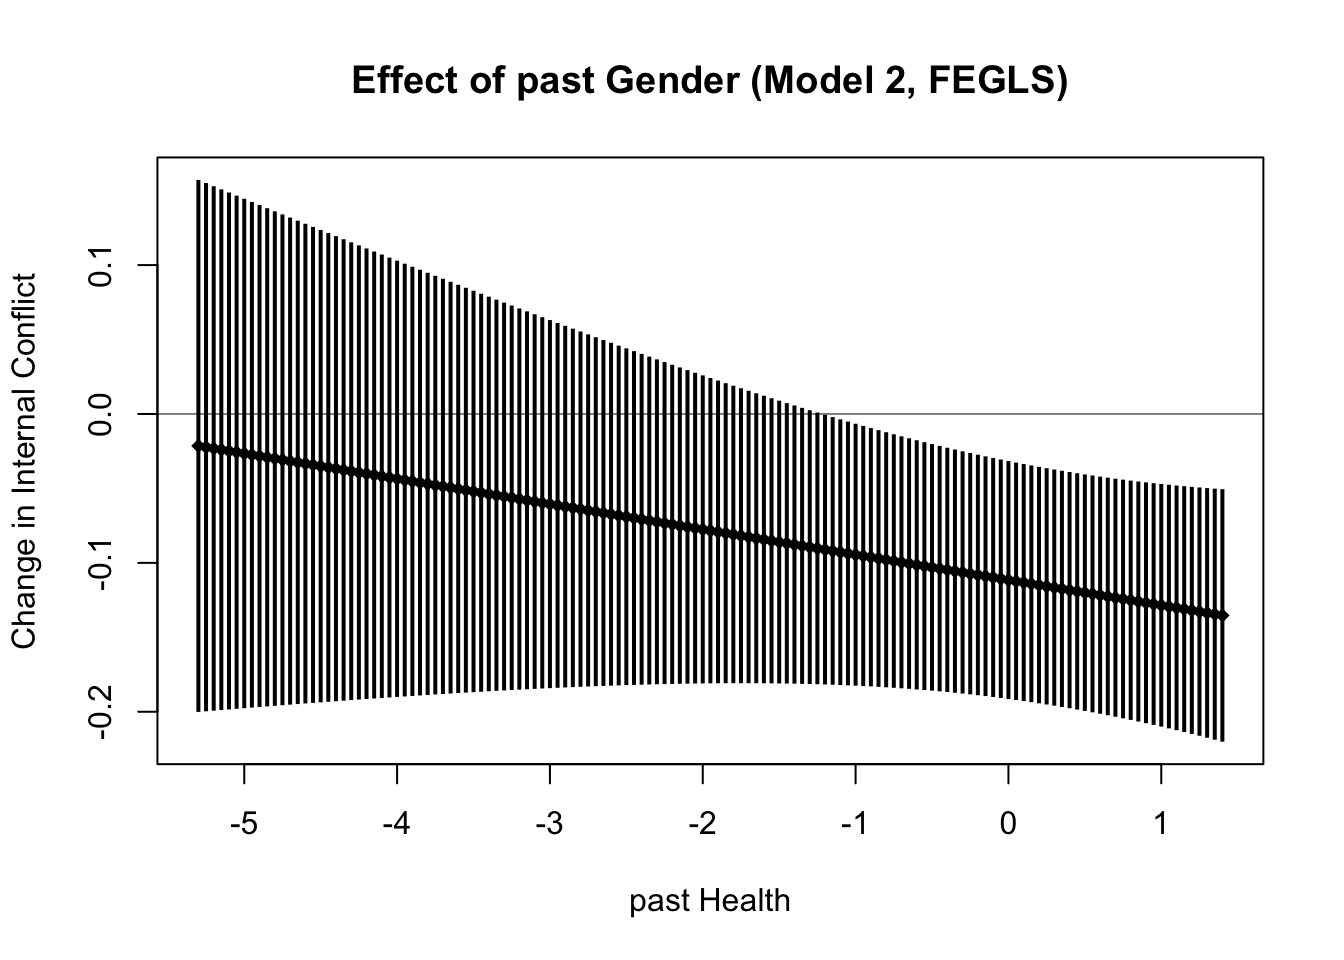 Effect of past Gender (Model 2, FEGLS)
Change in Internal Conflict
0.1
0.0
-0.1
-0.2
-5 -4 -3 -2 -1 0 1
past Health